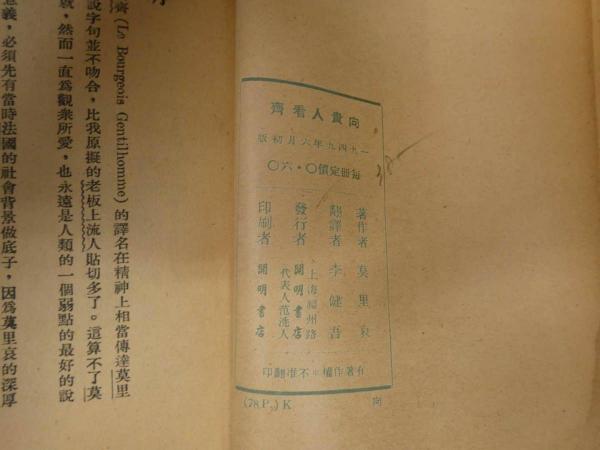 向貴人看齊
一九四九年六月初版
每册定價〇·六〇
著作者 莫里哀
翻譯者 李健吾
發行者 開明書店
上海福州路
代表人范洗人
印刷者 開明書店
有著作權※不准翻印
(78 P.) K
向
齊 (Le Bourgeois Gentilhomme) 的譯名在精神上相當傳達莫里
說字句並不吻合，比我原擬的老板上流人貼切多了。這算不了莫
就，然而一直爲觀衆所愛，也永遠是人類的一個弱點的最好的說
意義，必須先有當時法國的社會背景做底子，因爲莫里哀的深厚